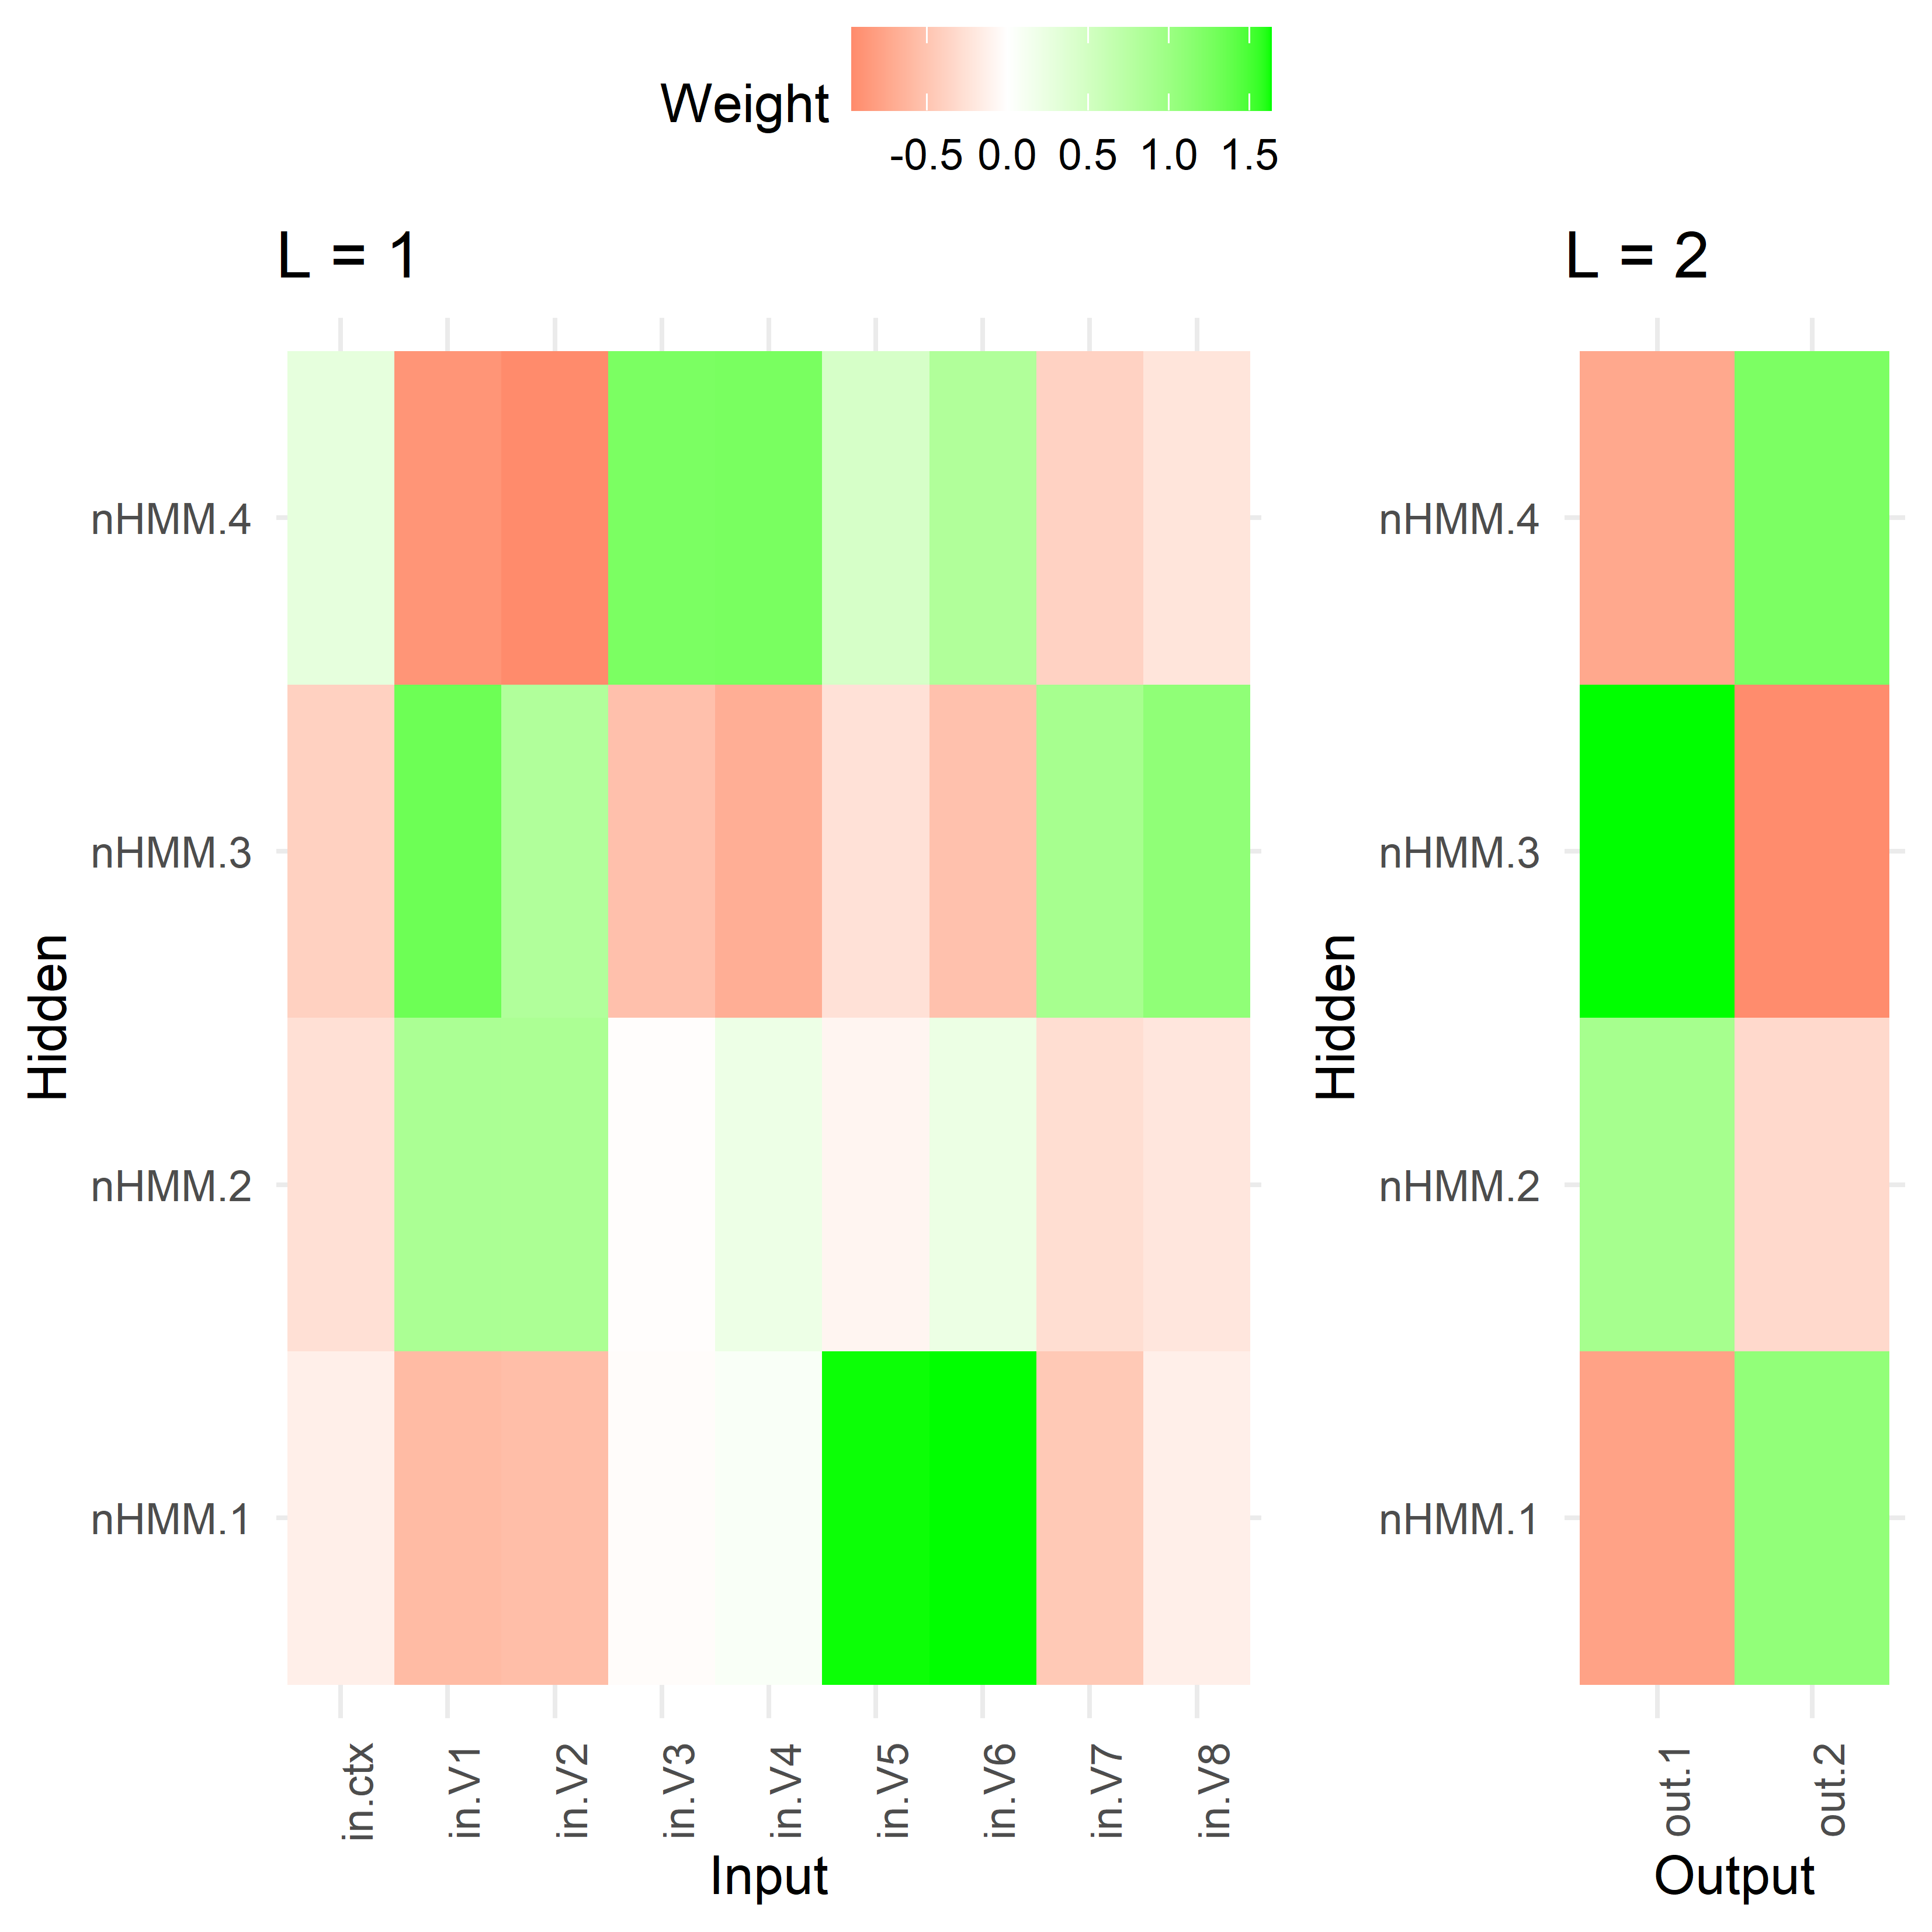 Weight
-0.5 0.0 0.5 1.0 1.5
L = 1
Hidden
nHMM.4
nHMM.3
nHMM.2
nHMM.1
in.ctx
in.V1
in.V2
in.V3
in.V4
in.V5
in.V6
in.V7
in.V8
Input
L = 2
Hidden
nHMM.4
nHMM.3
nHMM.2
nHMM.1
out.1
out.2
Output